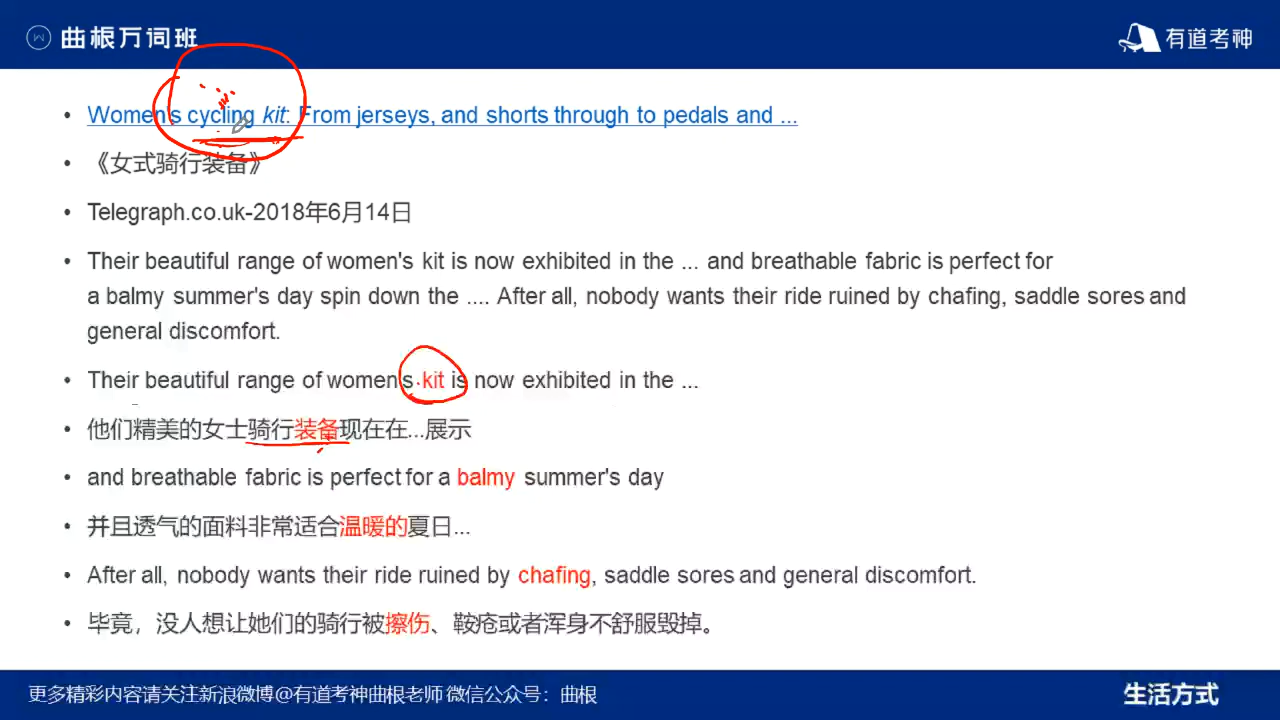 曲根万词班
有道考神
• Women's cycling kit: From jerseys, and shorts through to pedals and ...
• 《女式骑行装备》
• Telegraph.co.uk-2018年6月14日
• Their beautiful range of women's kit is now exhibited in the ... and breathable fabric is perfect for
a balmy summer's day spin down the .... After all, nobody wants their ride ruined by chafing, saddle sores and
general discomfort.
• Their beautiful range of women's kit is now exhibited in the ...
• 他们精美的女士骑行装备现在在...展示
• and breathable fabric is perfect for a balmy summer's day
• 并且透气的面料非常适合温暖的夏日...
• After all, nobody wants their ride ruined by chafing, saddle sores and general discomfort.
• 毕竟，没人想让她们的骑行被擦伤、鞍疮或者浑身不舒服毁掉。
更多精彩内容请关注新浪微博@有道考神曲根老师 微信公众号：曲根
生活方式